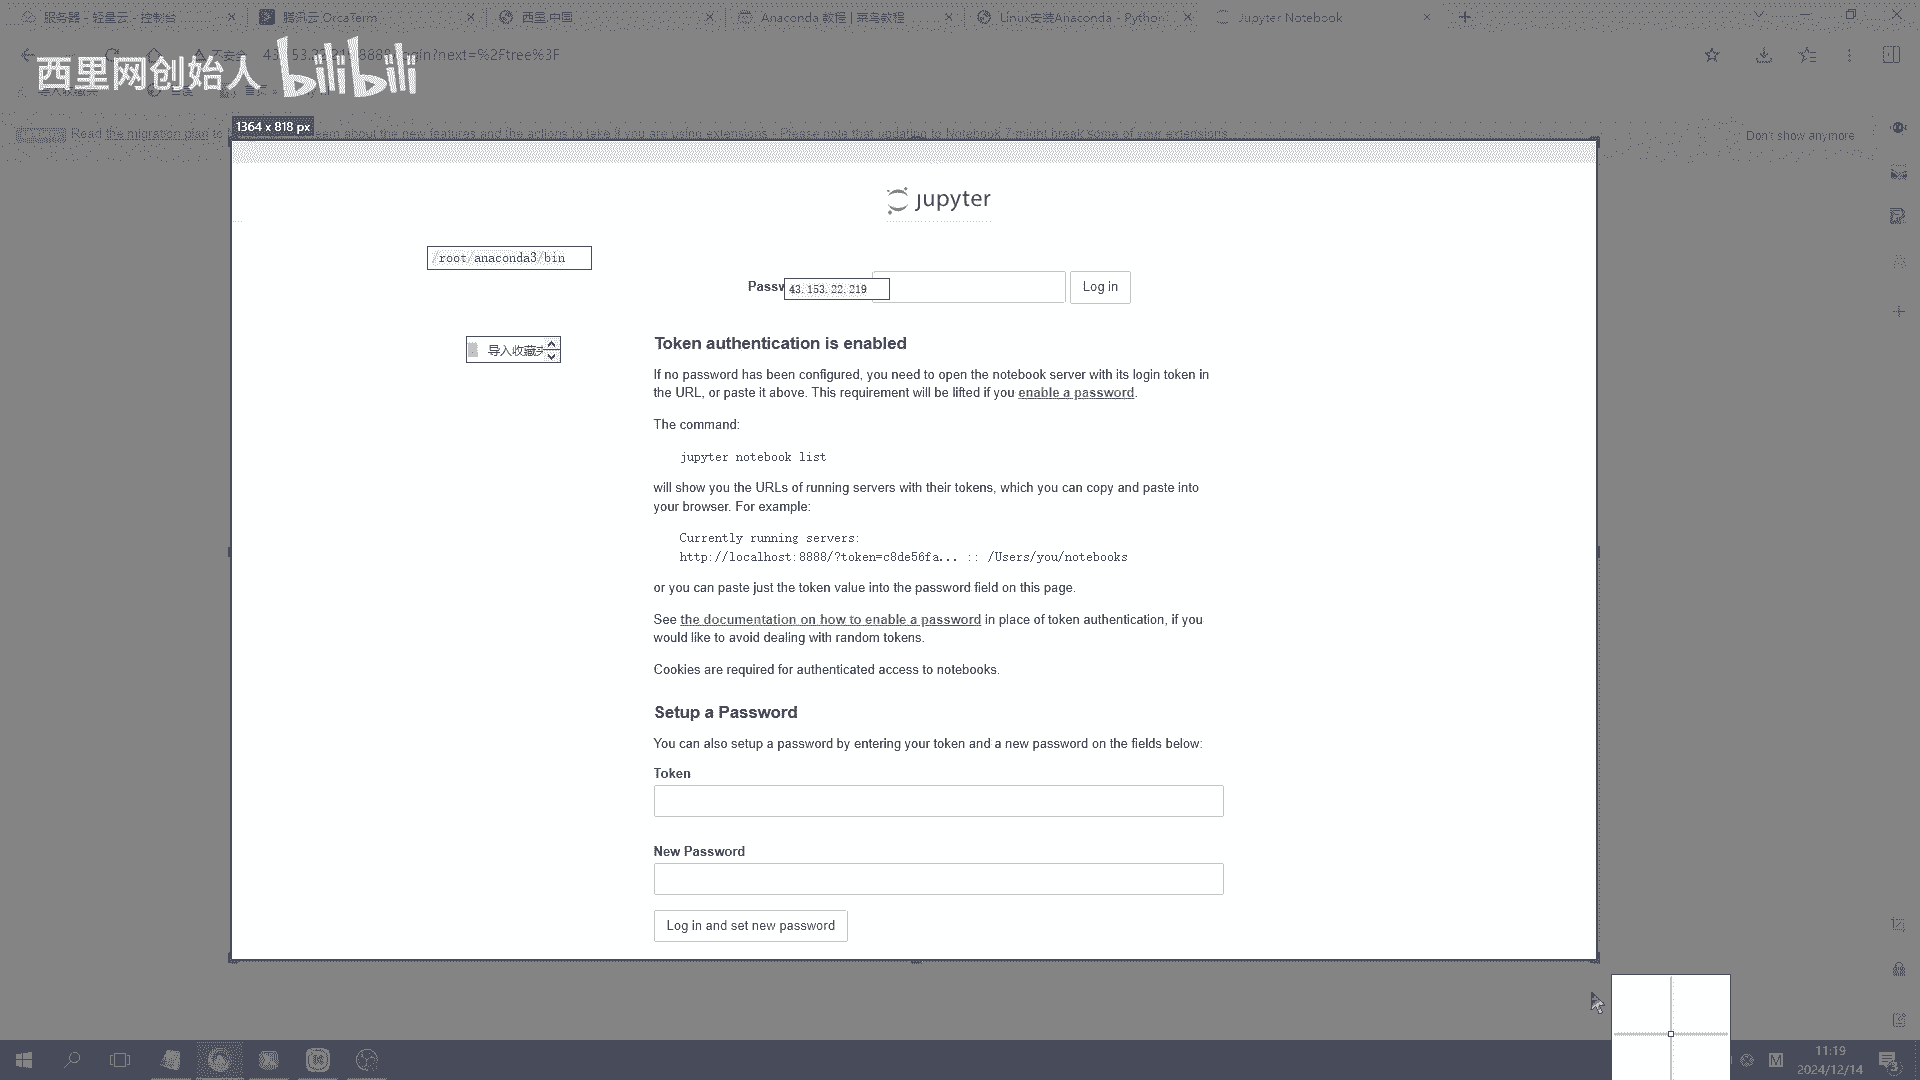 服务器 - 轻量云 - 控制台
腾讯云 OrcaTerm
西里.中国
Anaconda 教程 | 菜鸟教程
Linux安装Anaconda - Python
Jupyter Notebook
不安全
西里网创始人 bilibili
Read the migration plan to
about the new features and the actions to take if you are using extensions - Please note that updating to Notebook 7 might break some of your extensions.
Don't show anymore
1364 x 818 px
jupyter
/root/anaconda3/bin
Passw
43.153.22.219
Log in
导入收藏夹
Token authentication is enabled
If no password has been configured, you need to open the notebook server with its login token in
the URL, or paste it above. This requirement will be lifted if you enable a password.
The command:
jupyter notebook list
will show you the URLs of running servers with their tokens, which you can copy and paste into
your browser. For example:
Currently running servers:
http://localhost:8888/?token=c8de56fa... :: /Users/you/notebooks
or you can paste just the token value into the password field on this page.
See the documentation on how to enable a password in place of token authentication, if you
would like to avoid dealing with random tokens.
Cookies are required for authenticated access to notebooks.
Setup a Password
You can also setup a password by entering your token and a new password on the fields below:
Token
New Password
Log in and set new password
M
11:19
2024/12/14